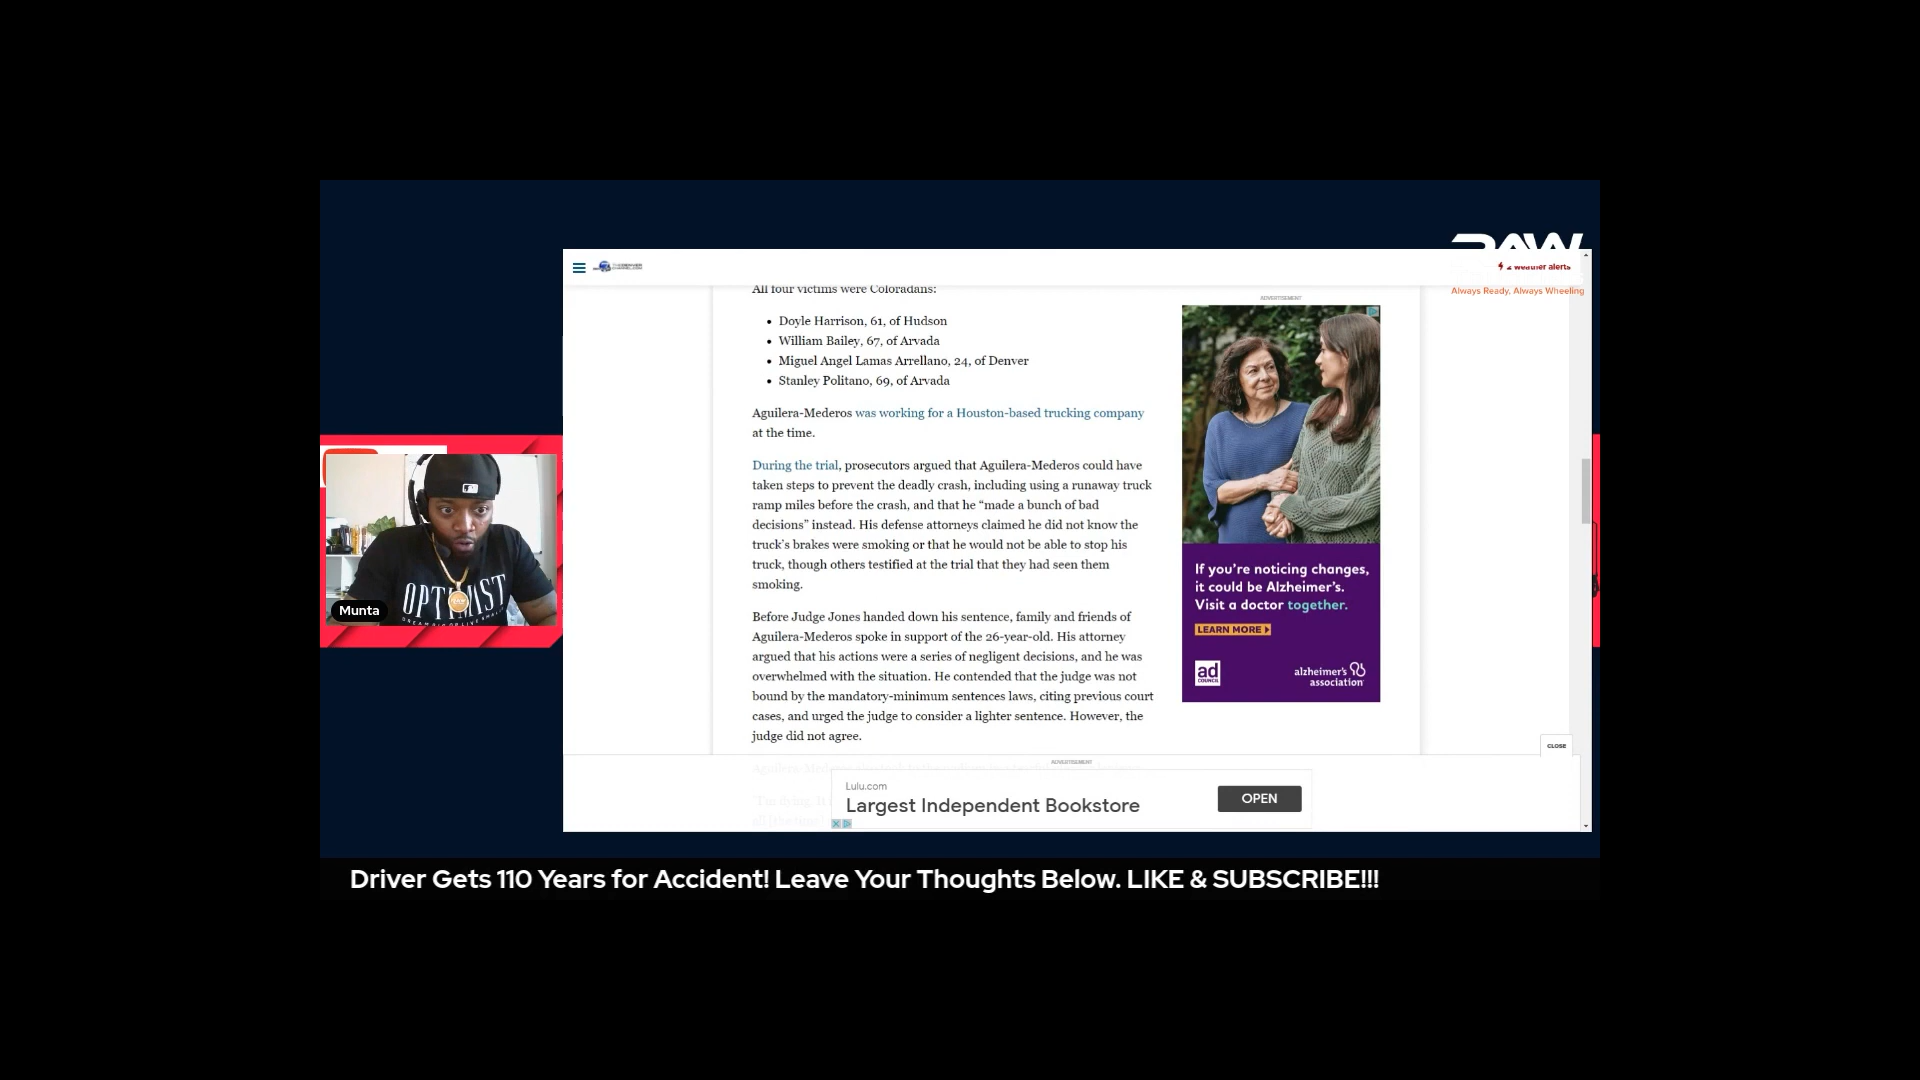 RAW
2 weather alerts
Always Ready, Always Wheeling
All four victims were Coloradans:
ADVERTISEMENT
• Doyle Harrison, 61, of Hudson
• William Bailey, 67, of Arvada
• Miguel Angel Lamas Arrellano, 24, of Denver
• Stanley Politano, 69, of Arvada
Aguilera-Mederos was working for a Houston-based trucking company
at the time.
During the trial, prosecutors argued that Aguilera-Mederos could have
taken steps to prevent the deadly crash, including using a runaway truck
ramp miles before the crash, and that he “made a bunch of bad
decisions” instead. His defense attorneys claimed he did not know the
truck’s brakes were smoking or that he would not be able to stop his
truck, though others testified at the trial that they had seen them
smoking.
Before Judge Jones handed down his sentence, family and friends of
Aguilera-Mederos spoke in support of the 26-year-old. His attorney
argued that his actions were a series of negligent decisions, and he was
overwhelmed with the situation. He contended that the judge was not
bound by the mandatory-minimum sentences laws, citing previous court
cases, and urged the judge to consider a lighter sentence. However, the
judge did not agree.
If you’re noticing changes,
it could be Alzheimer’s.
Visit a doctor together.
LEARN MORE
ad
COUNCIL
alzheimer’s
association
OPTIMIST
Munta
CLOSE
ADVERTISEMENT
Lulu.com
Largest Independent Bookstore
OPEN
Driver Gets 110 Years for Accident! Leave Your Thoughts Below. LIKE & SUBSCRIBE!!!